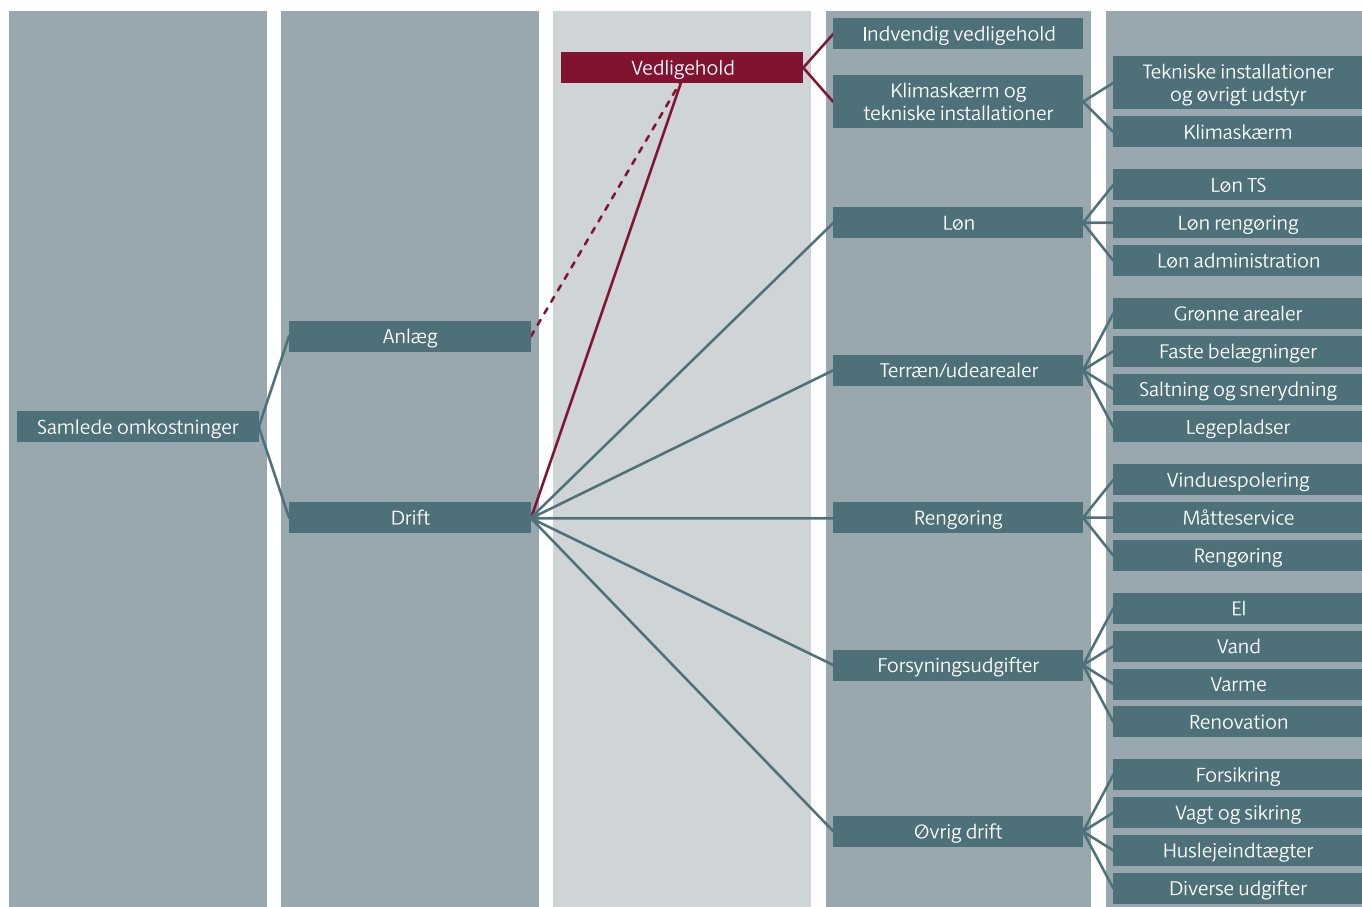 Samlede omkostninger
Anlæg
Drift
Vedligehold
Indvendig vedligehold
Klimaskærm og
tekniske installationer
Løn
Terræn/udearealer
Rengøring
Forsyningsudgifter
Øvrig drift
Tekniske installationer
og øvrigt udstyr
Klimaskærm
Løn TS
Løn rengøring
Løn administration
Grønne arealer
Faste belægninger
Saltning og snerydning
Legepladser
Vinduespolering
Måtteservice
Rengøring
El
Vand
Varme
Renovation
Forsikring
Vagt og sikring
Huslejeindtægter
Diverse udgifter